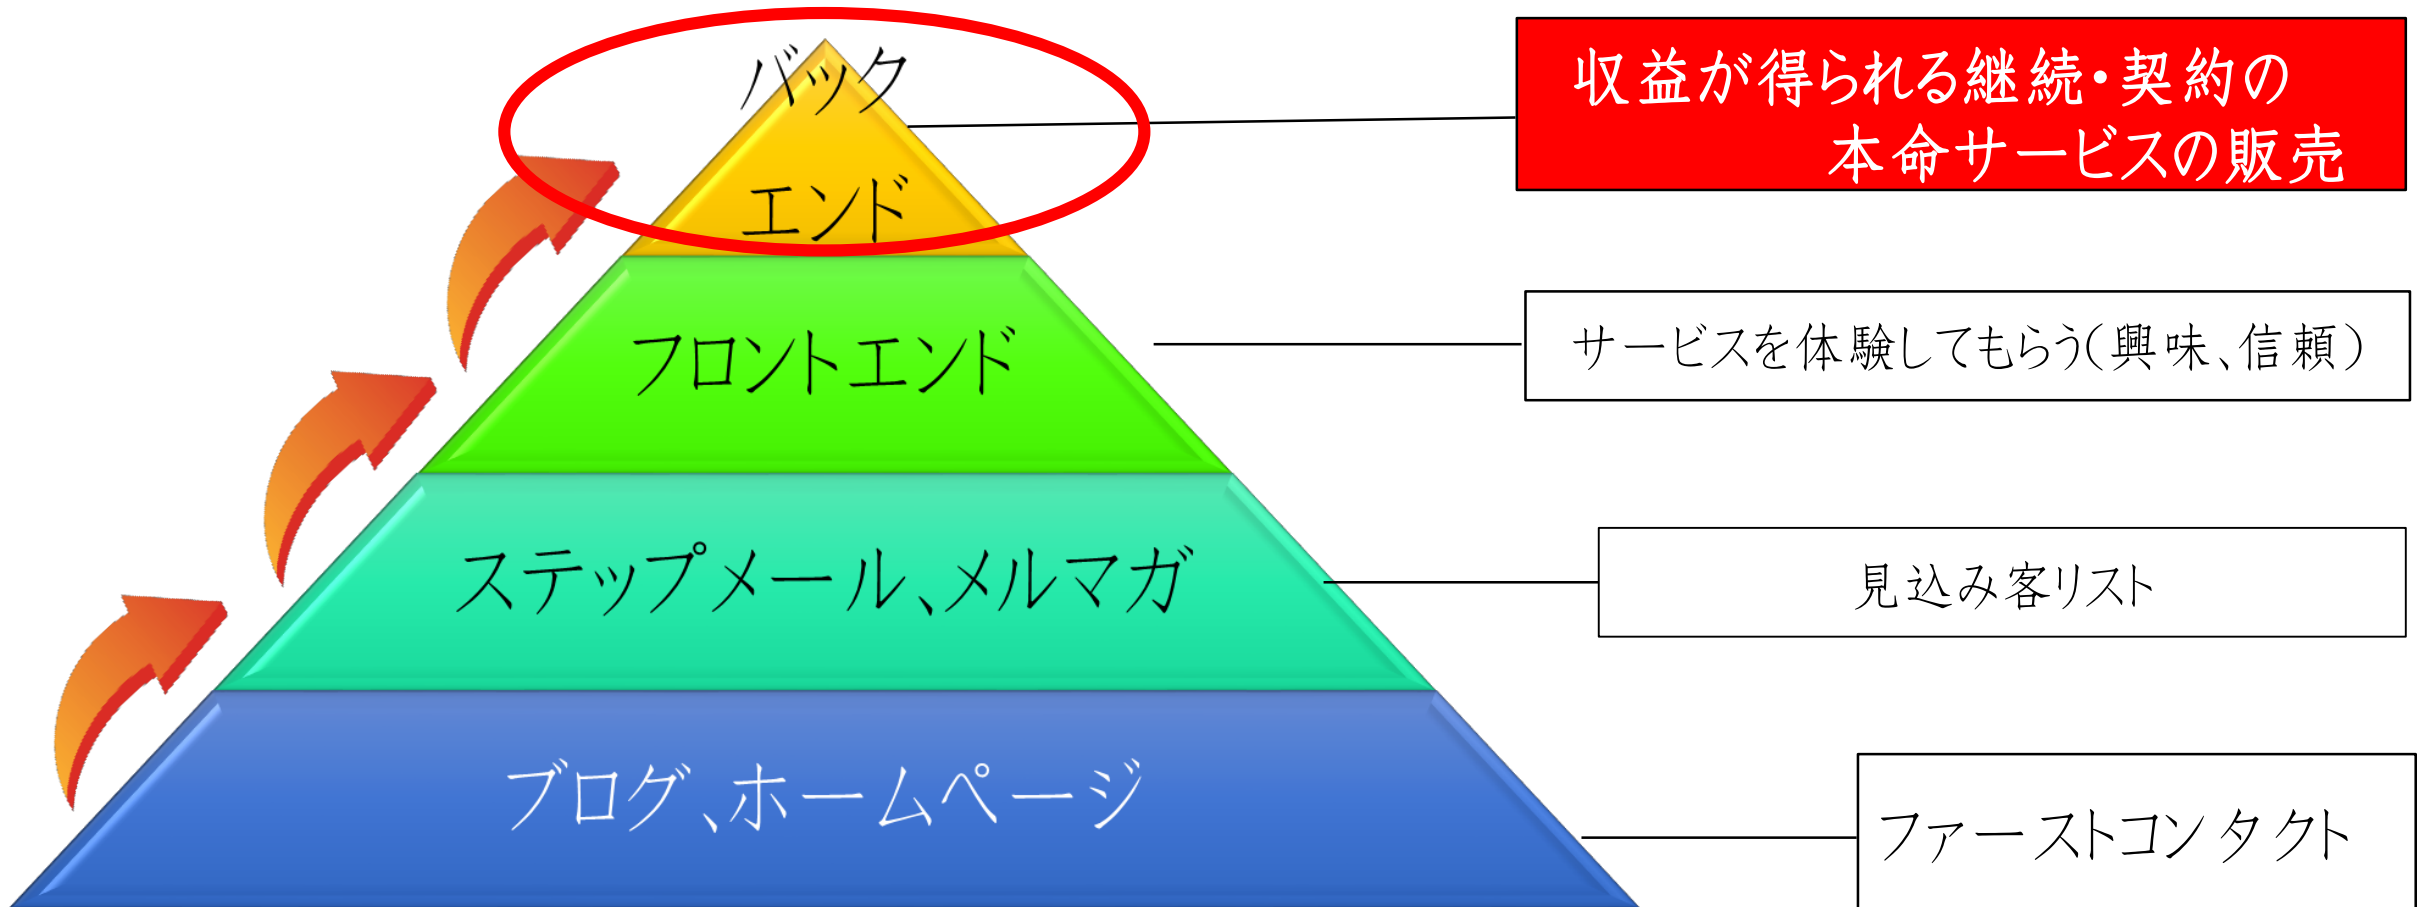 バック
エンド
収益が得られる継続・契約の
本命サービスの販売
フロントエンド
サービスを体験してもらう(興味、信頼)
ステップメール、メルマガ
見込み客リスト
ブログ、ホームページ
ファーストコンタクト